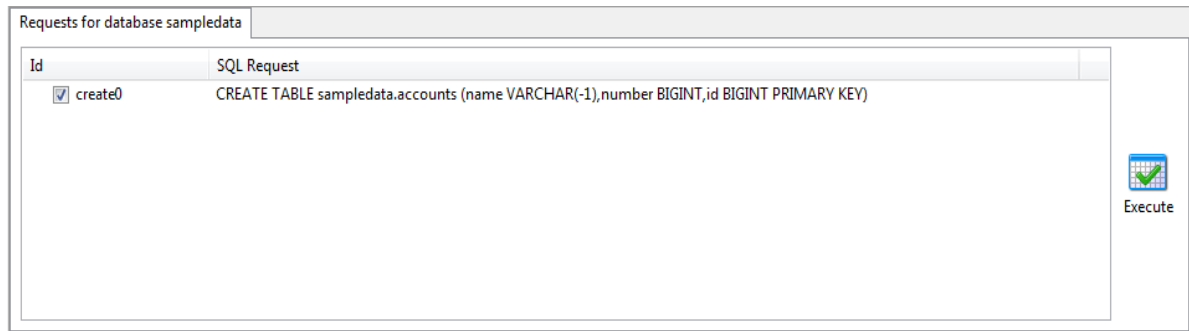 Requests for database sampledata
Id SQL Request
create0 CREATE TABLE sampledata.accounts (name VARCHAR(-1),number BIGINT,id BIGINT PRIMARY KEY)
Execute